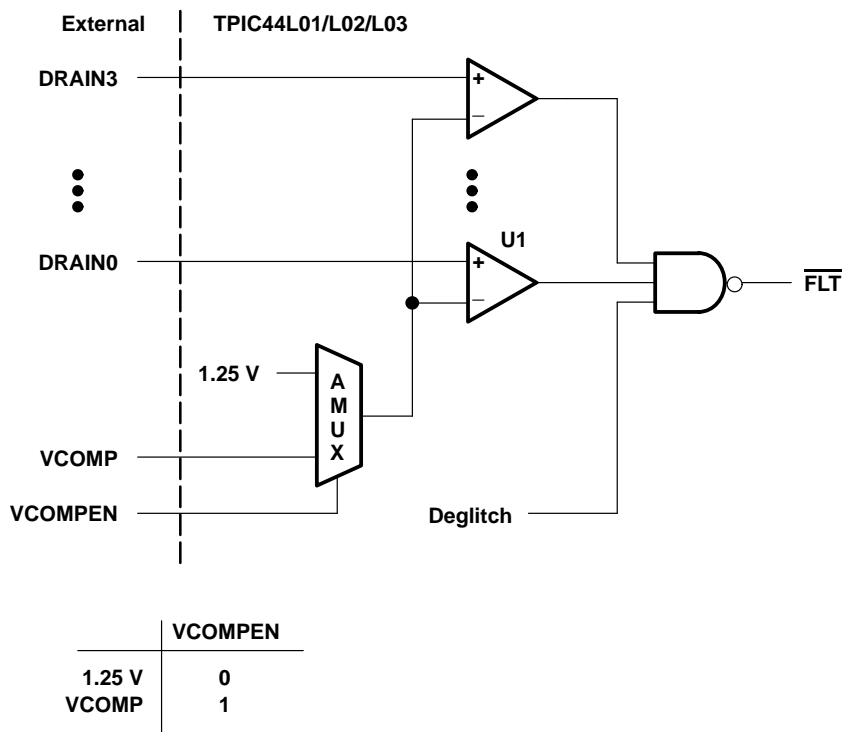 External TPIC44L01/L02/L03
DRAIN3
+
–
U1
DRAIN0
+
–
FLT
1.25 V
A
M
U
X
VCOMP
VCOMPEN
Deglitch
VCOMPEN
1.25 V 0
VCOMP 1